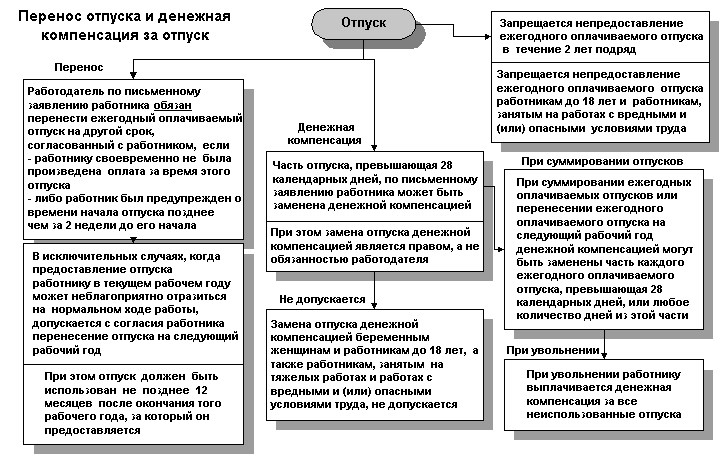 Перенос отпуска и денежная
компенсация за отпуск
Отпуск
Запрещается непредоставление
ежегодного оплачиваемого отпуска
в течение 2 лет подряд
Запрещается непредоставление
ежегодного оплачиваемого отпуска
работникам до 18 лет и работникам,
занятым на работах с вредными и
(или) опасными условиями труда
Перенос
Работодатель по письменному
заявлению работника обязан
перенести ежегодный оплачиваемый
отпуск на другой срок,
согласованный с работником, если
- работнику своевременно не была
произведена оплата за время этого
отпуска
- либо работник был предупрежден о
времени начала отпуска позднее
чем за 2 недели до его начала
В исключительных случаях, когда
предоставление отпуска
работнику в текущем рабочем году
может неблагоприятно отразиться
на нормальном ходе работы,
допускается с согласия работника
перенесение отпуска на следующий
рабочий год
При этом отпуск должен быть
использован не позднее 12
месяцев после окончания того
рабочего года, за который он
предоставляется
Денежная
компенсация
Часть отпуска, превышающая 28
календарных дней, по письменному
заявлению работника может быть
заменена денежной компенсацией
При этом замена отпуска денежной
компенсацией является правом, а не
обязанностью работодателя
Не допускается
Замена отпуска денежной
компенсацией беременным
женщинам и работникам до 18 лет, а
также работникам, занятым на
тяжелых работах и работах с
вредными и (или) опасными
условиями труда, не допускается
При суммировании отпусков
При суммировании ежегодных
оплачиваемых отпусков или
перенесении ежегодного
оплачиваемого отпуска на
следующий рабочий год
денежной компенсацией могут
быть заменены часть каждого
ежегодного оплачиваемого
отпуска, превышающая 28
календарных дней, или любое
количество дней из этой части
При увольнении
При увольнении работнику
выплачивается денежная
компенсация за все
неиспользованные отпуска